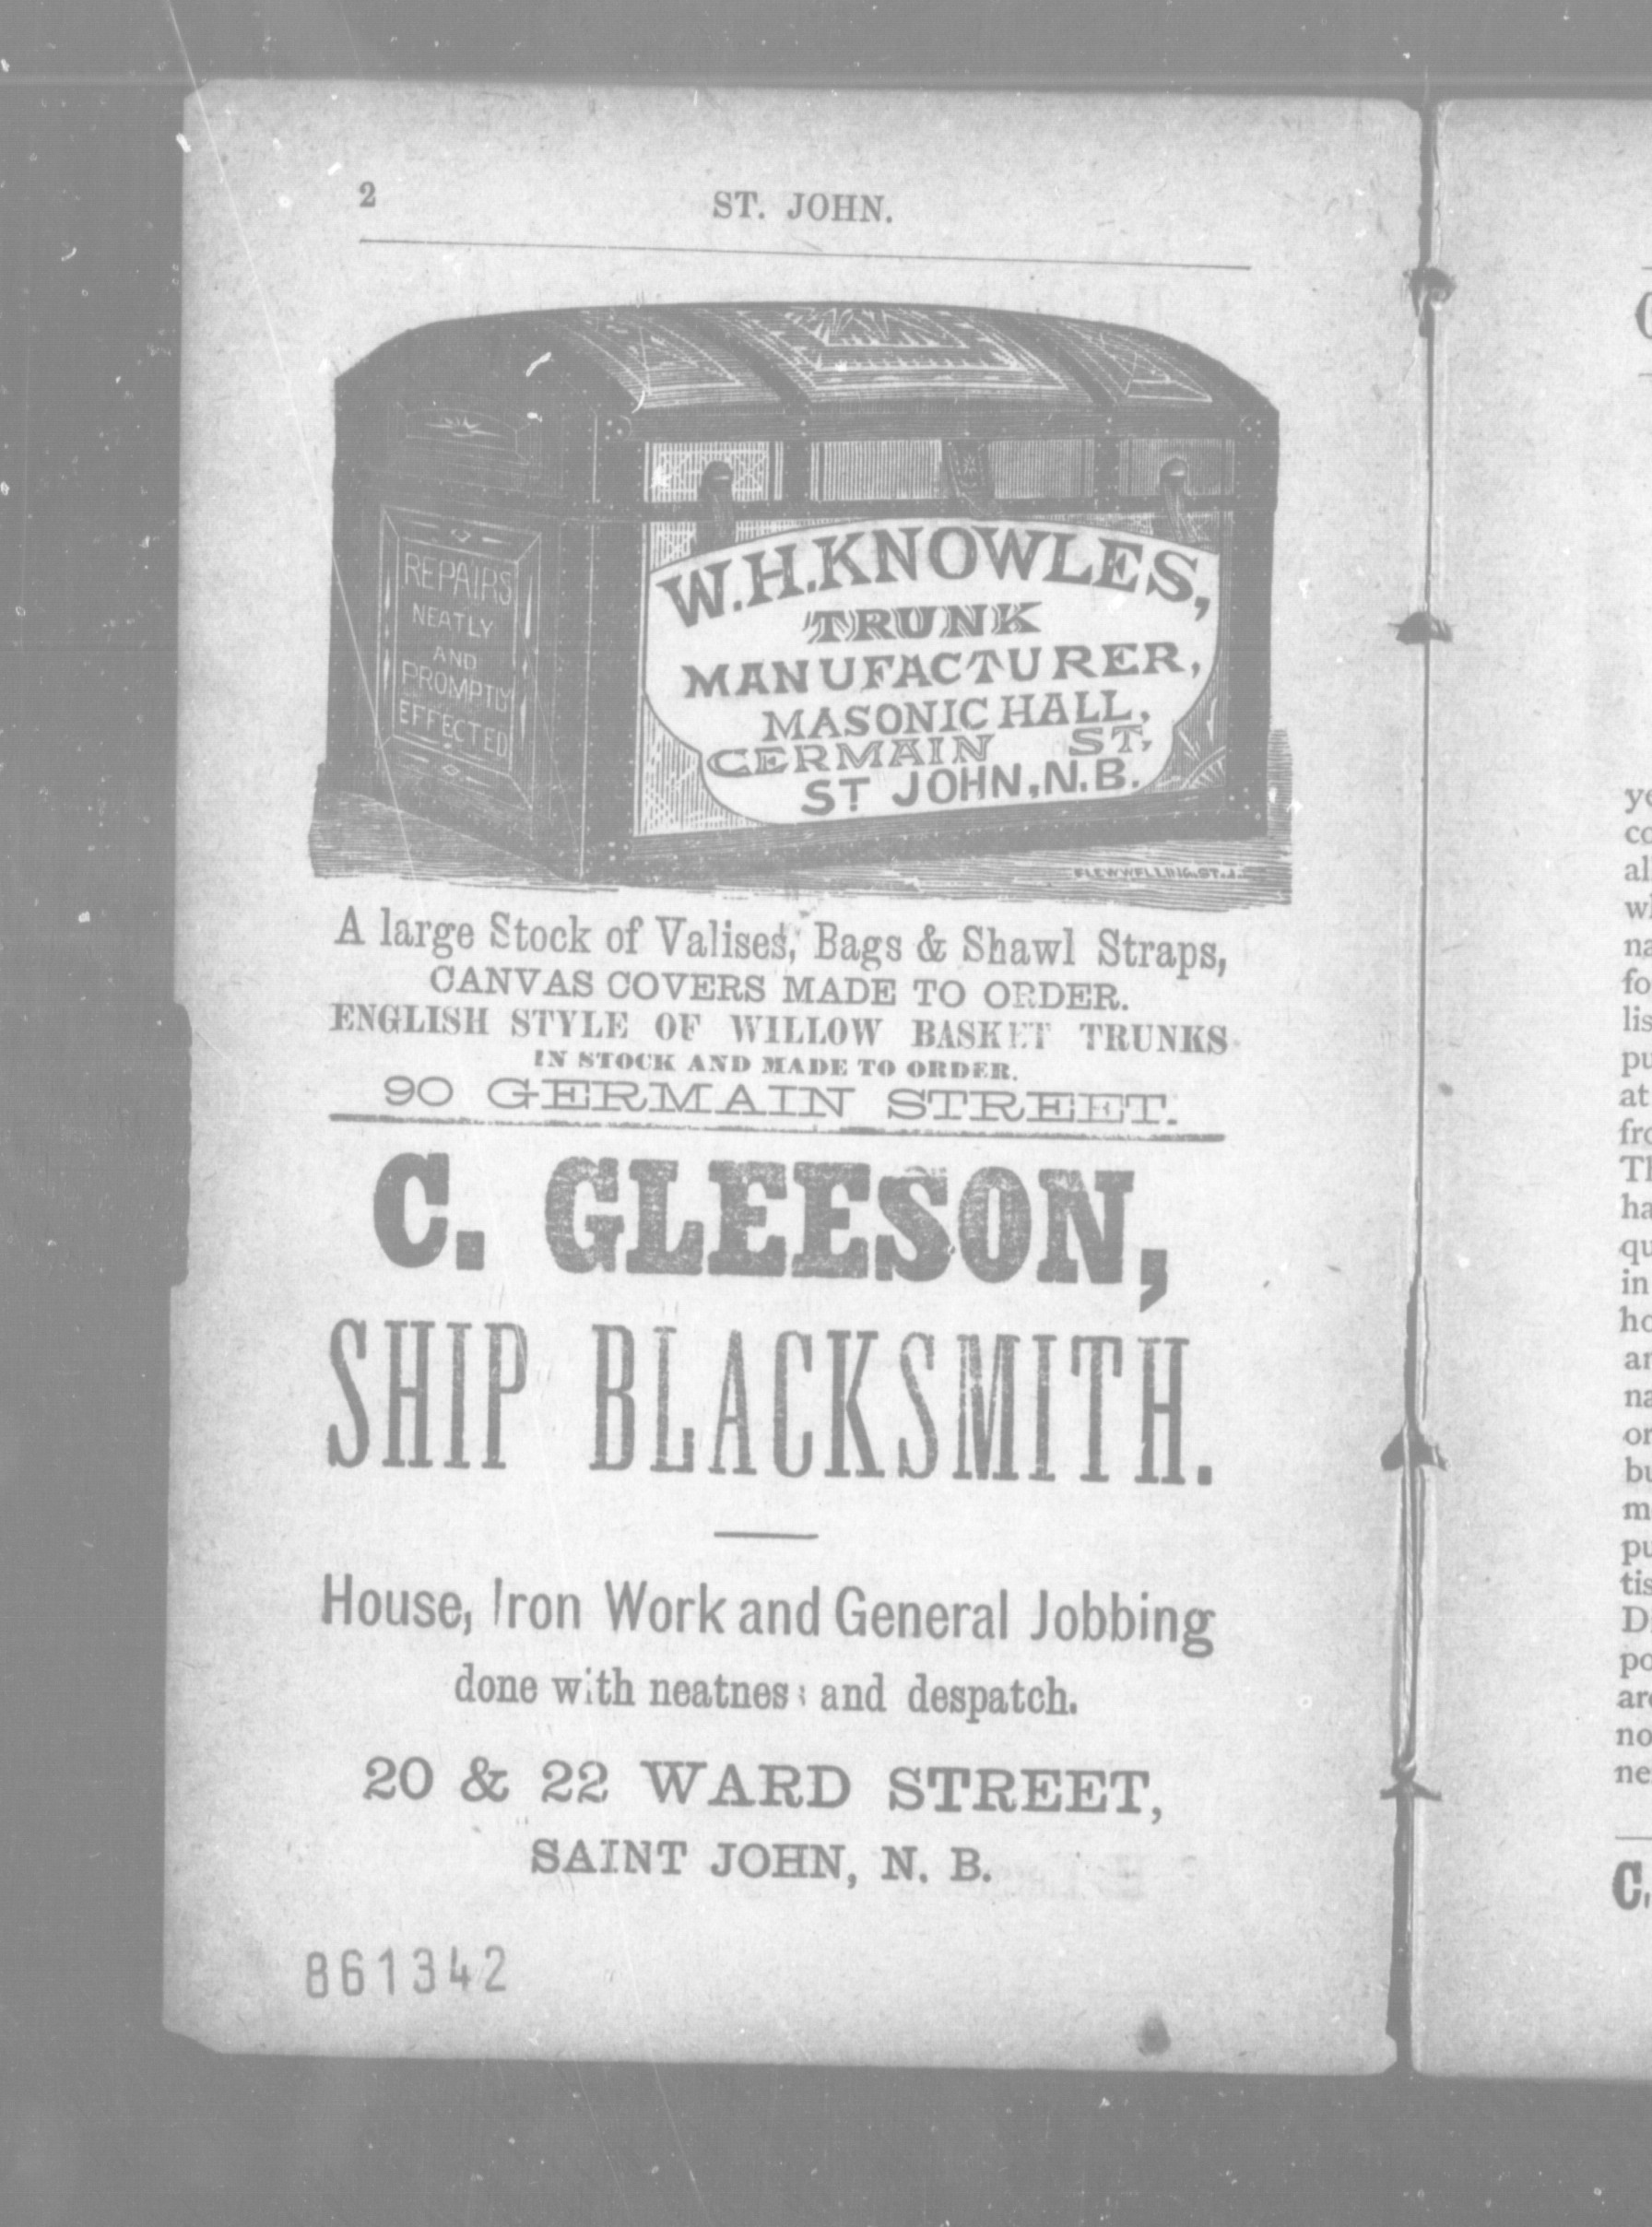 2
ST. JOHN.
REPAIRS
NEATLY
AND
PROMPTLY
EFFECTED
W.H.KNOWLES,
TRUNK
MANUFACTURER,
MASONIC HALL,
GERMAIN ST,
ST JOHN, N.B.
A large Stock of Valises, Bags & Shawl Straps,
CANVAS COVERS MADE TO ORDER.
ENGLISH STYLE OF WILLOW BASKET TRUNKS
IN STOCK AND MADE TO ORDER.
90 GERMAIN STREET.
C. GLEESON,
SHIP BLACKSMITH.
House, Iron Work and General Jobbing
done with neatness and despatch.
20 & 22 WARD STREET,
SAINT JOHN, N. B.
861342